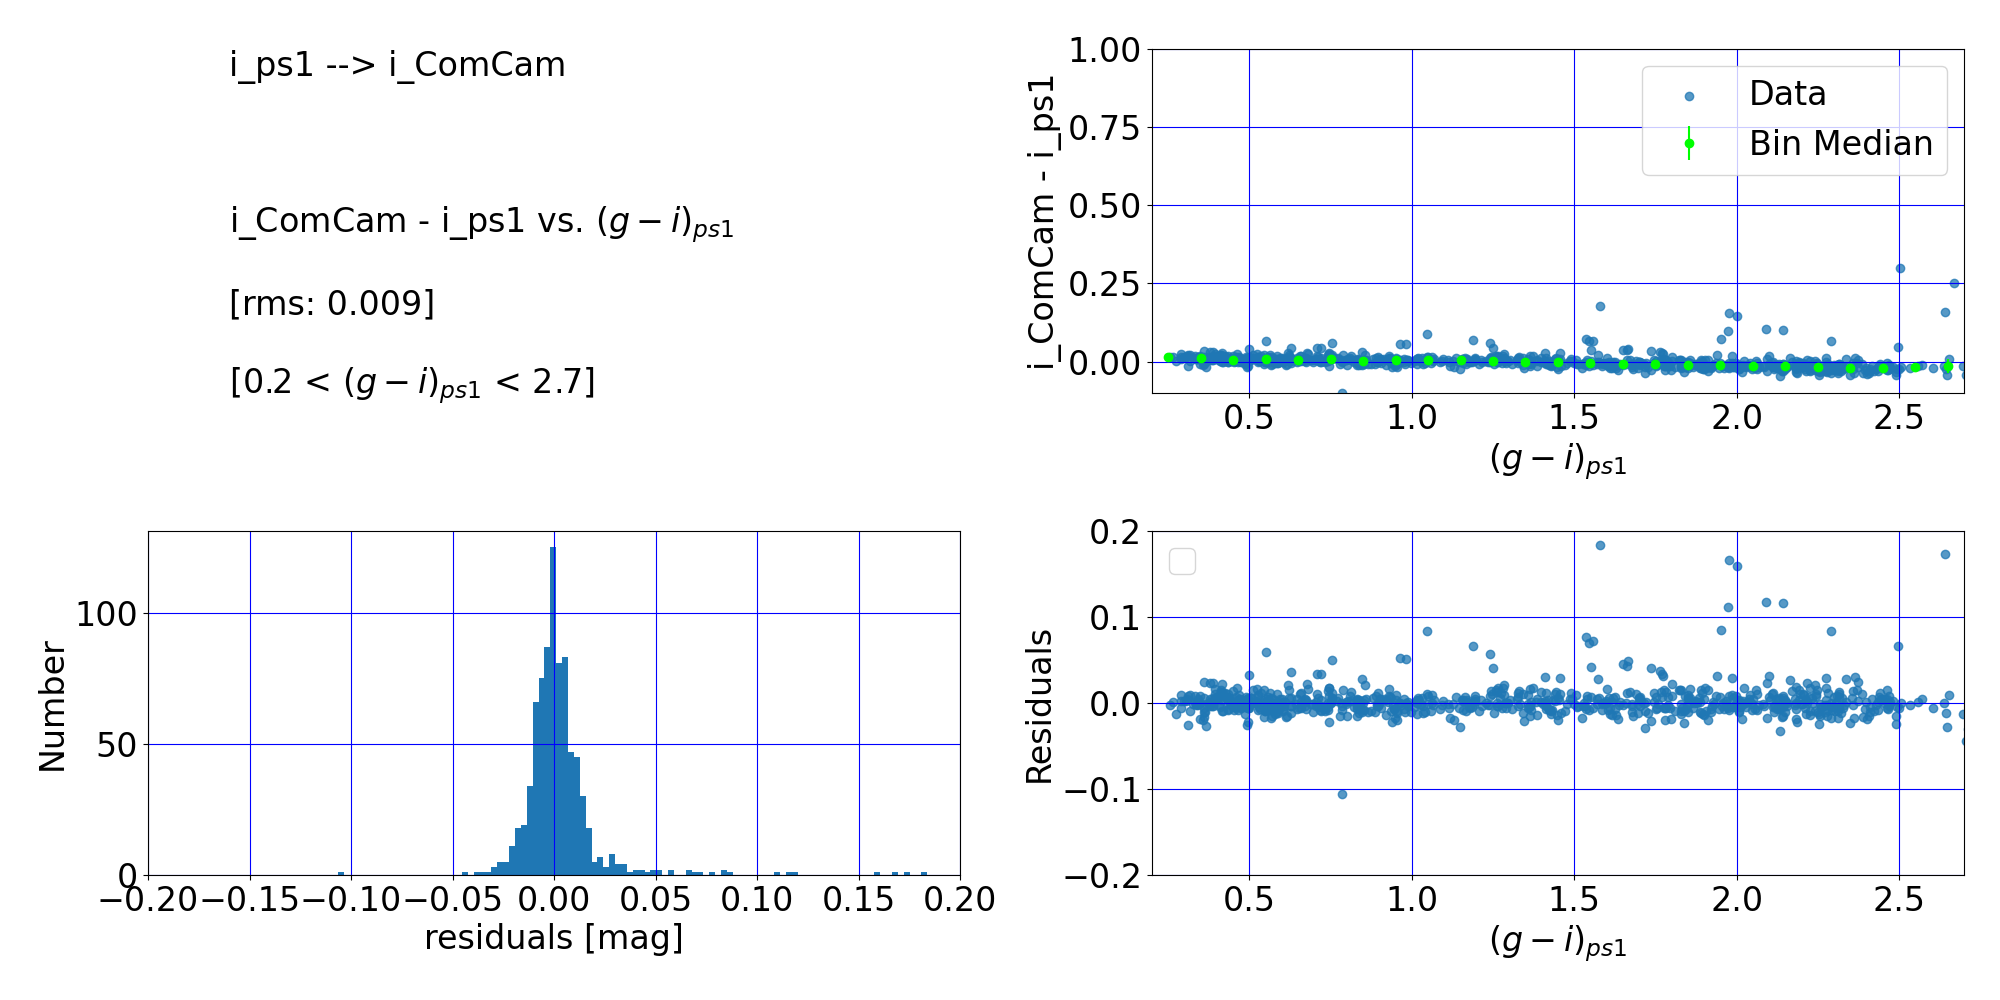 i_ps1 --> i_ComCam
i_ComCam - i_ps1 vs. (g − i)ps1
[rms: 0.009]
[0.2 < (g − i)ps1 < 2.7]
i_ComCam - i_ps1
1.00
0.75
0.50
0.25
0.00
Data
Bin Median
0.5 1.0 1.5 2.0 2.5
(g − i)ps1
Number
100
50
0
−0.20 −0.15 −0.10 −0.05 0.00 0.05 0.10 0.15 0.20
residuals [mag]
Residuals
0.2
0.1
0.0
−0.1
−0.2
0.5 1.0 1.5 2.0 2.5
(g − i)ps1